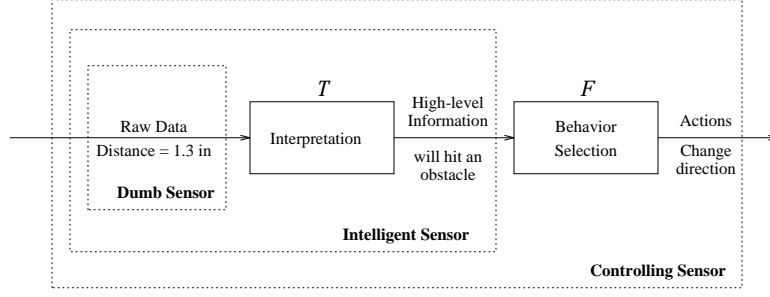 T
F
Raw Data
Distance = 1.3 in
Dumb Sensor
Interpretation
High-level
Information
will hit an
obstacle
Intelligent Sensor
Behavior
Selection
Actions
Change
direction
Controlling Sensor